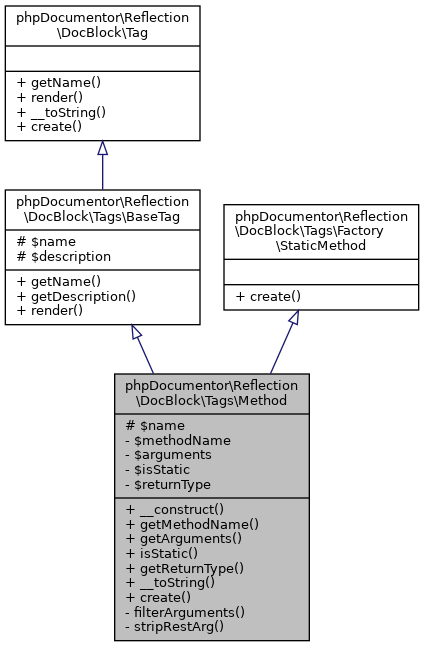 phpDocumentor\Reflection
\DocBlock\Tag
+ getName()
+ render()
+ __toString()
+ create()
phpDocumentor\Reflection
\DocBlock\Tags\BaseTag
# $name
# $description
+ getName()
+ getDescription()
+ render()
phpDocumentor\Reflection
\DocBlock\Tags\Factory
\StaticMethod
+ create()
phpDocumentor\Reflection
\DocBlock\Tags\Method
# $name
- $methodName
- $arguments
- $isStatic
- $returnType
+ __construct()
+ getMethodName()
+ getArguments()
+ isStatic()
+ getReturnType()
+ __toString()
+ create()
- filterArguments()
- stripRestArg()